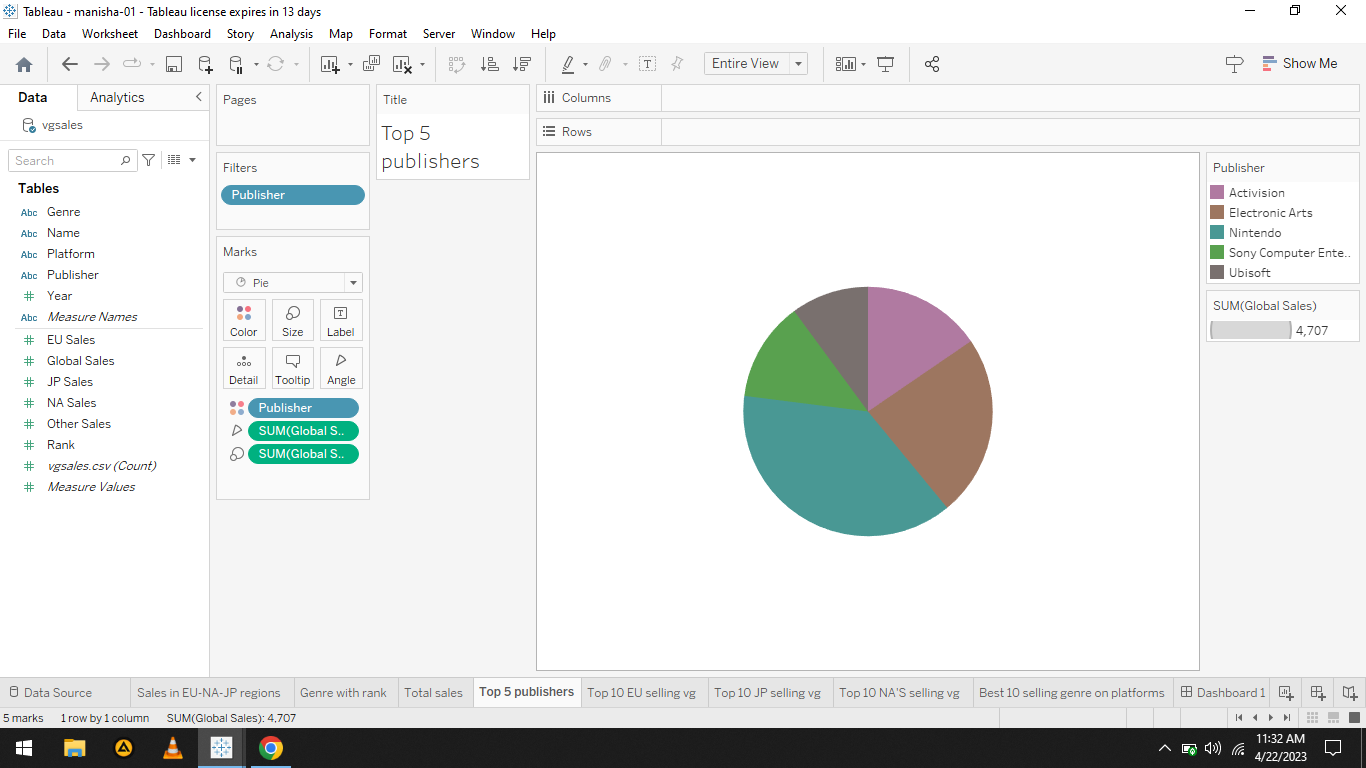 Tableau - manisha-01 - Tableau license expires in 13 days
File Data Worksheet Dashboard Story Analysis Map Format Server Window Help
Entire View
Show Me
Data Analytics
vgsales
Search
Tables
Abc Genre
Abc Name
Abc Platform
Abc Publisher
Year
Abc Measure Names
EU Sales
Global Sales
JP Sales
NA Sales
Other Sales
Rank
vgsales.csv (Count)
Measure Values
Pages
Filters
Publisher
Marks
Pie
Color Size Label
Detail Tooltip Angle
Publisher
SUM(Global S..
SUM(Global S..
Title
Top 5
publishers
Columns
Rows
Publisher
Activision
Electronic Arts
Nintendo
Sony Computer Ente..
Ubisoft
SUM(Global Sales)
4,707
Data Source Sales in EU-NA-JP regions Genre with rank Total sales Top 5 publishers Top 10 EU selling vg Top 10 JP selling vg Top 10 NA'S selling vg Best 10 selling genre on platforms Dashboard 1
5 marks 1 row by 1 column SUM(Global Sales): 4,707
11:32 AM
4/22/2023